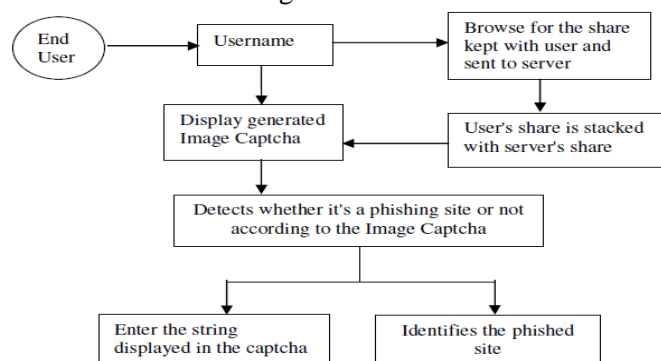 End
User
Username
Browse for the share
kept with user and
sent to server
Display generated
Image Captcha
User's share is stacked
with server's share
Detects whether it's a phishing site or not
according to the Image Captcha
Enter the string
displayed in the captcha
Identifies the phished
site